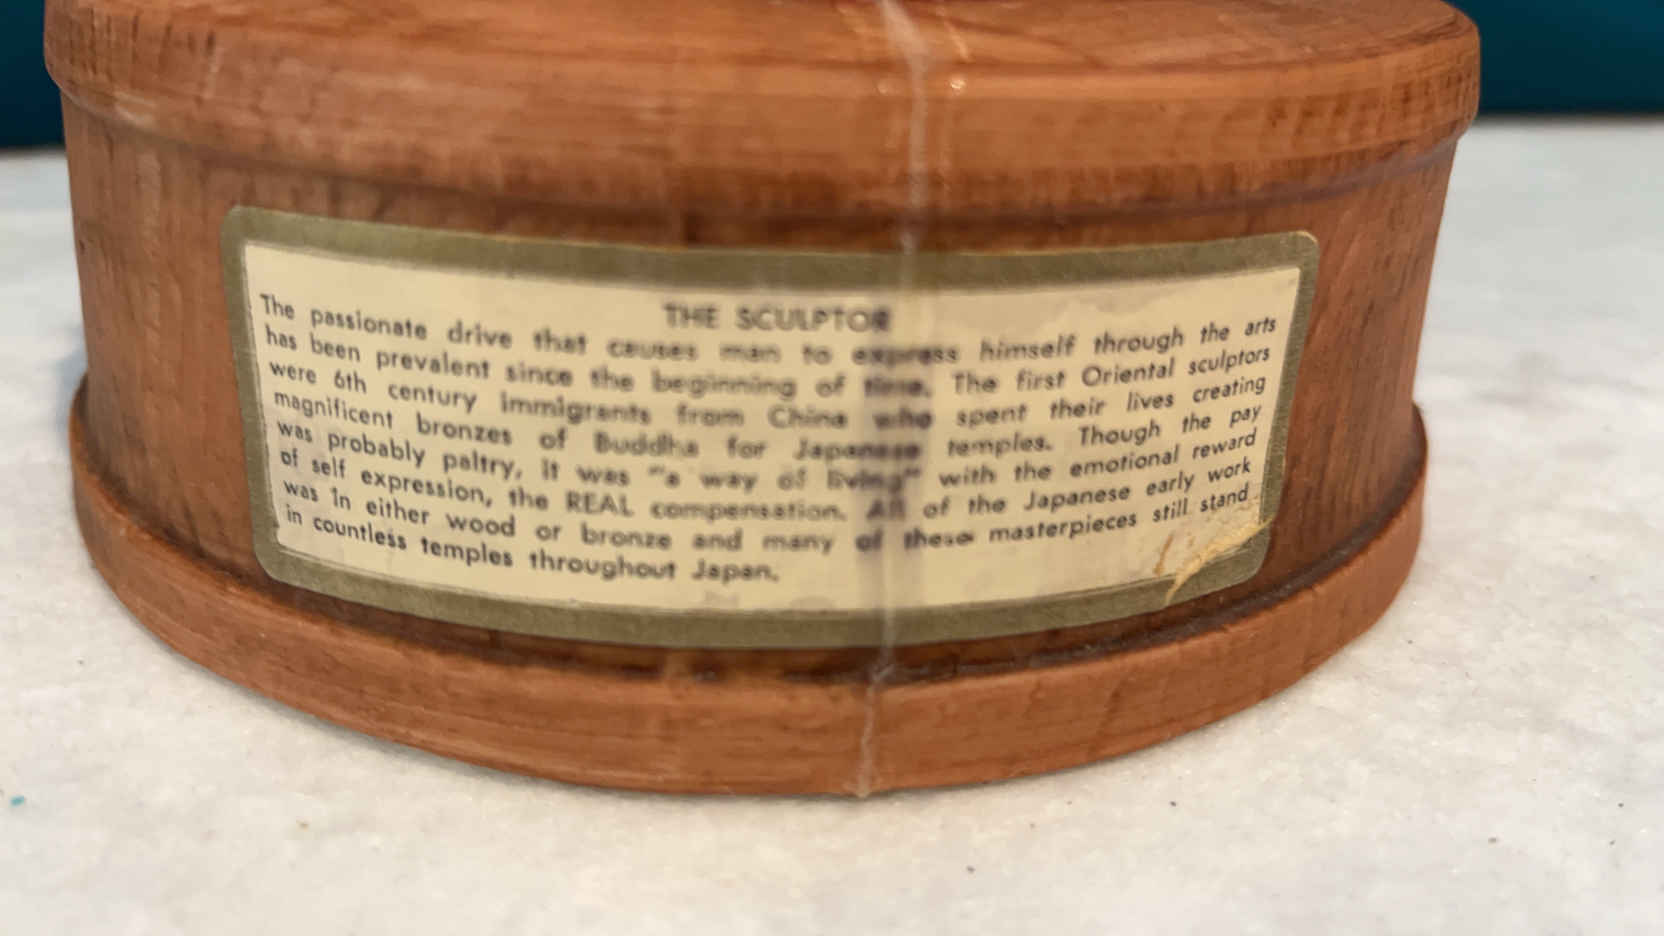 THE SCULPTOR
The passionate drive that causes man to express himself through the arts
has been prevalent since the beginning of time. The first Oriental sculptors
were 6th century immigrants from China who spent their lives creating
magnificent bronzes of Buddha for Japanese temples. Though the pay
was probably paltry, it was "a way of living" with the emotional reward
of self expression, the REAL compensation. All of the Japanese early work
was in either wood or bronze and many of these masterpieces still stand
in countless temples throughout Japan.